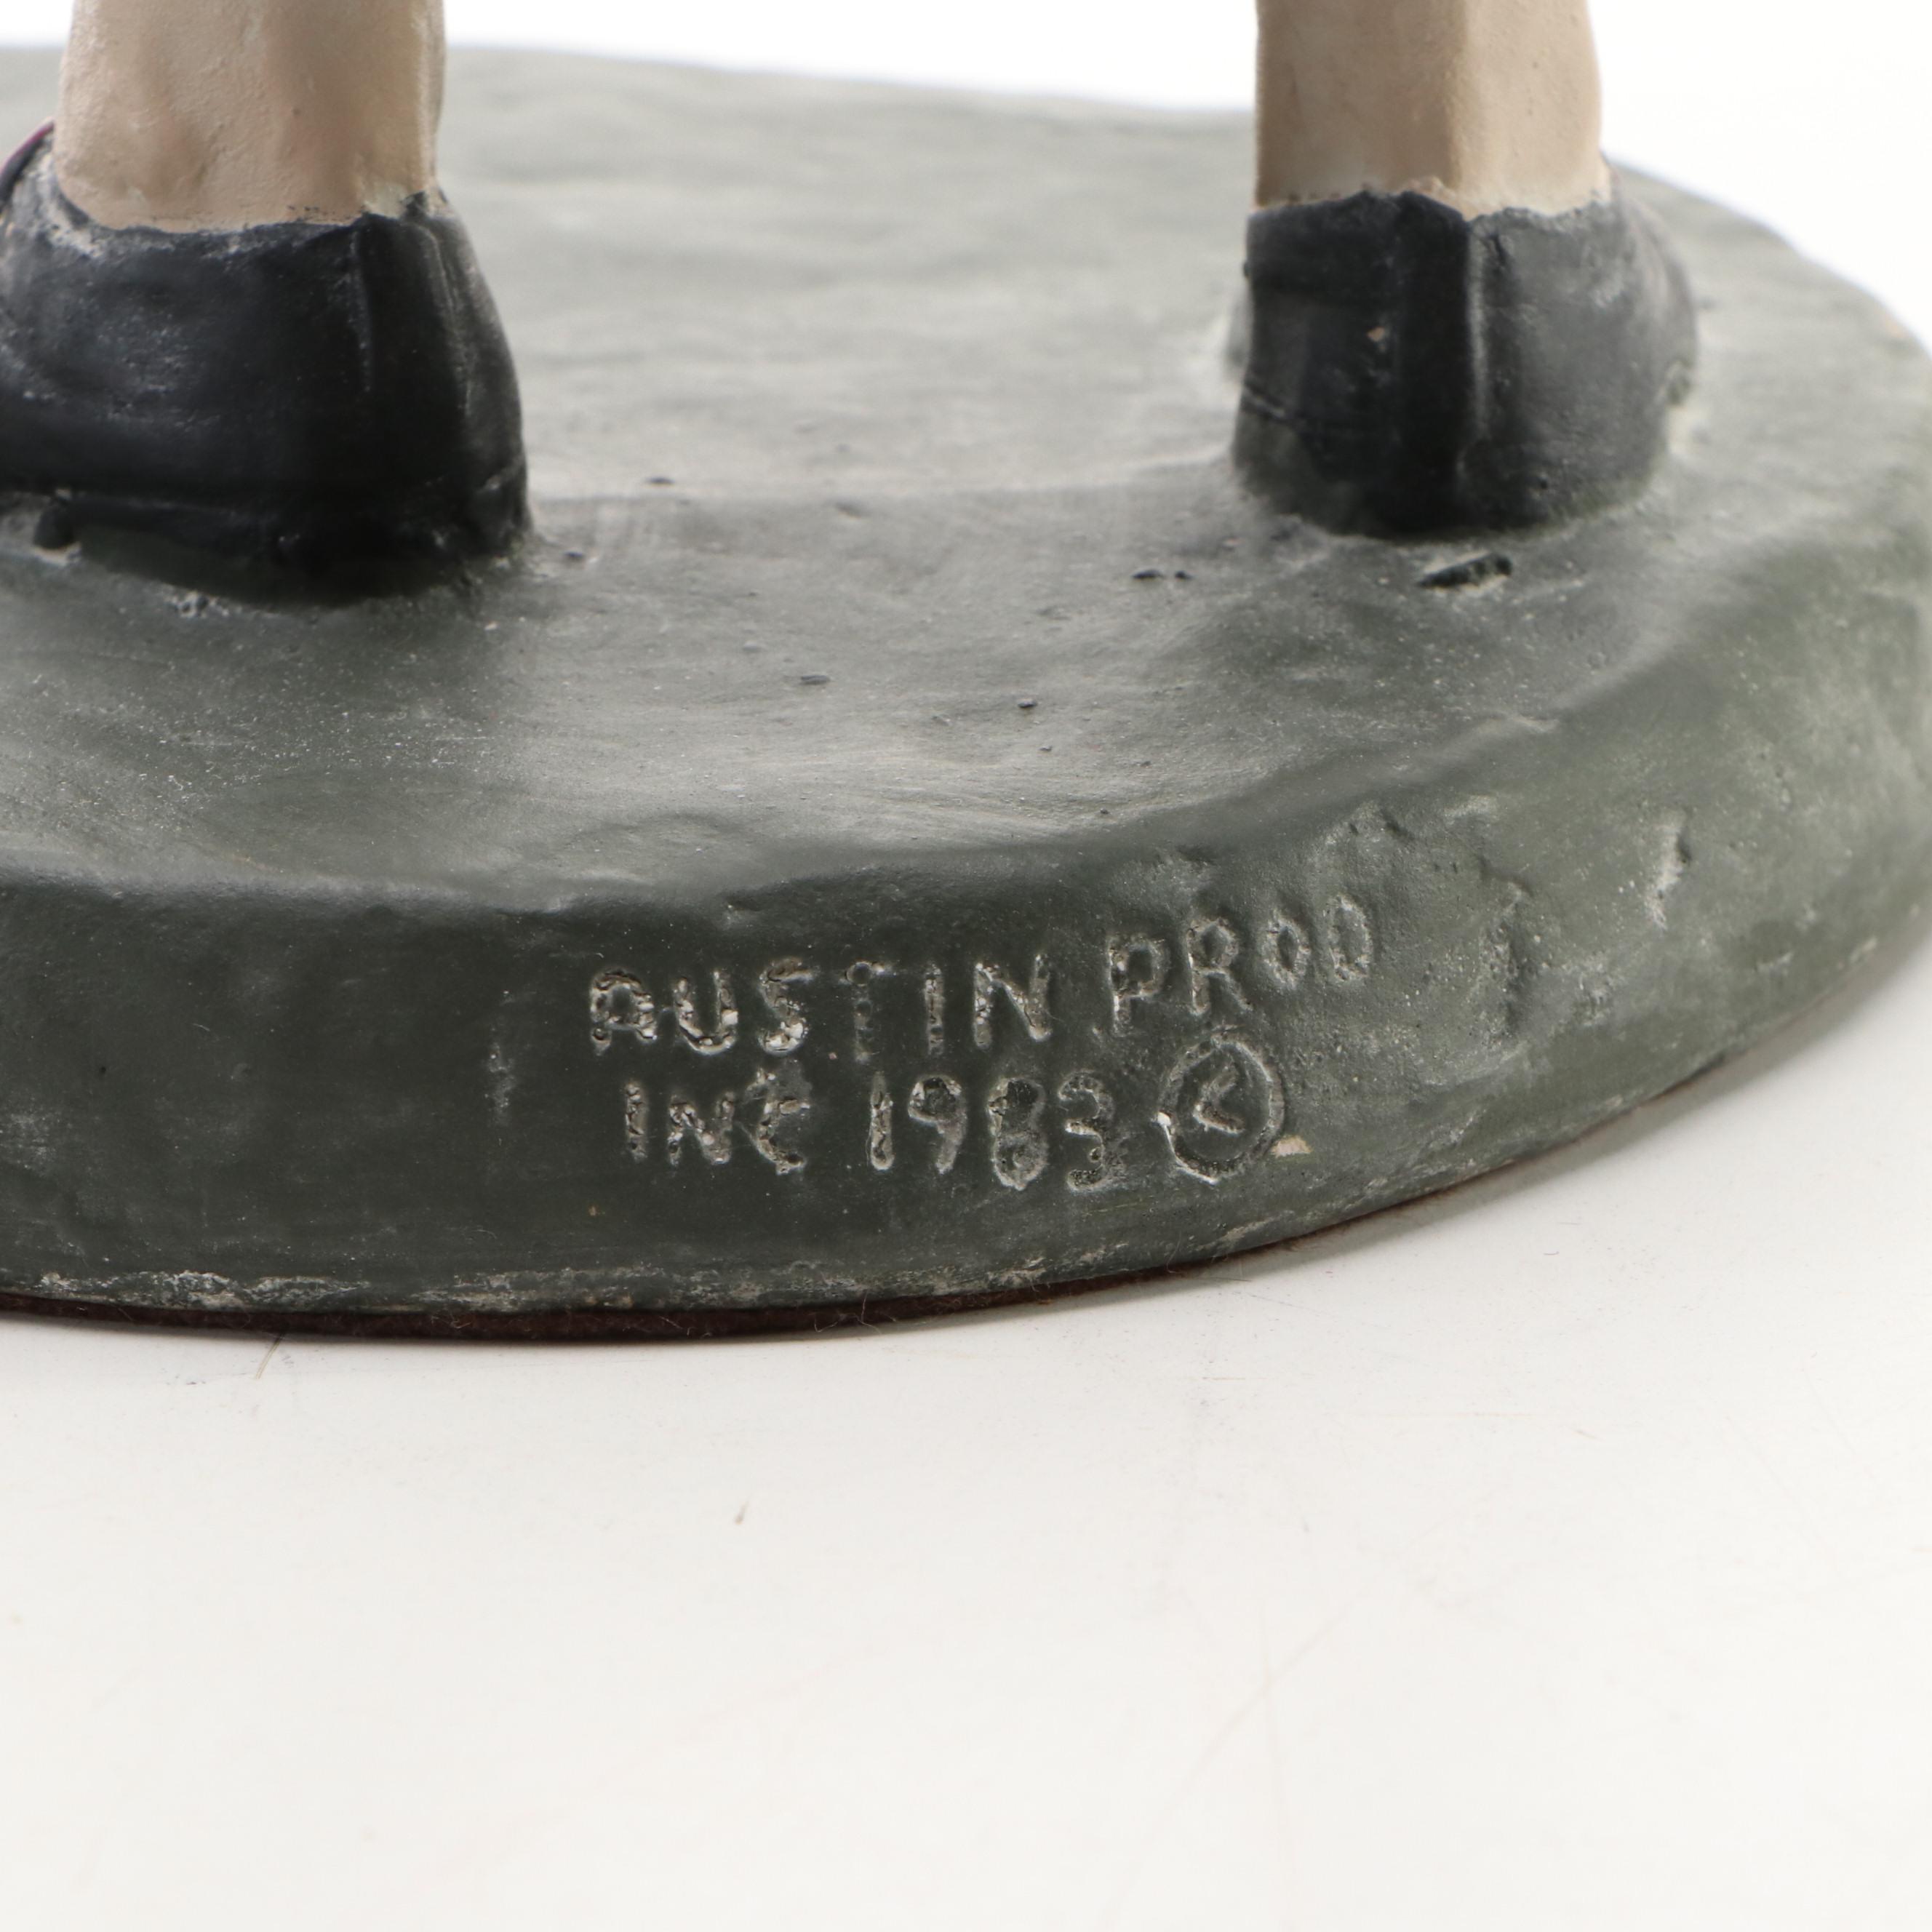 AUSTIN PROD
INC 1983 ©